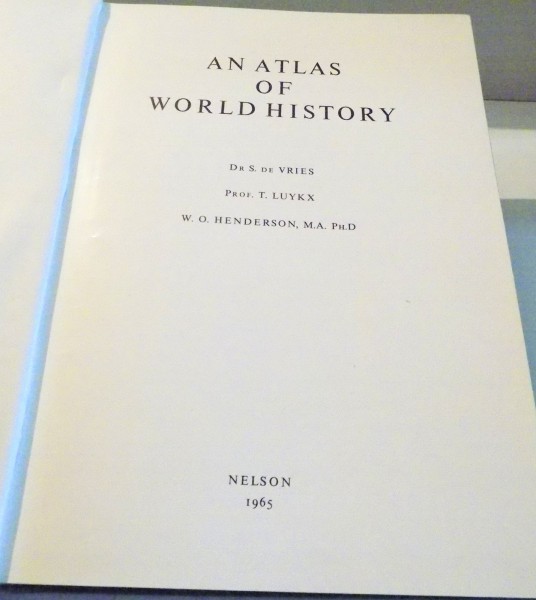 AN ATLAS
OF
WORLD HISTORY
DR S. DE VRIES
PROF. T. LUYKX
W. O. HENDERSON, M.A. PH.D
NELSON
1965